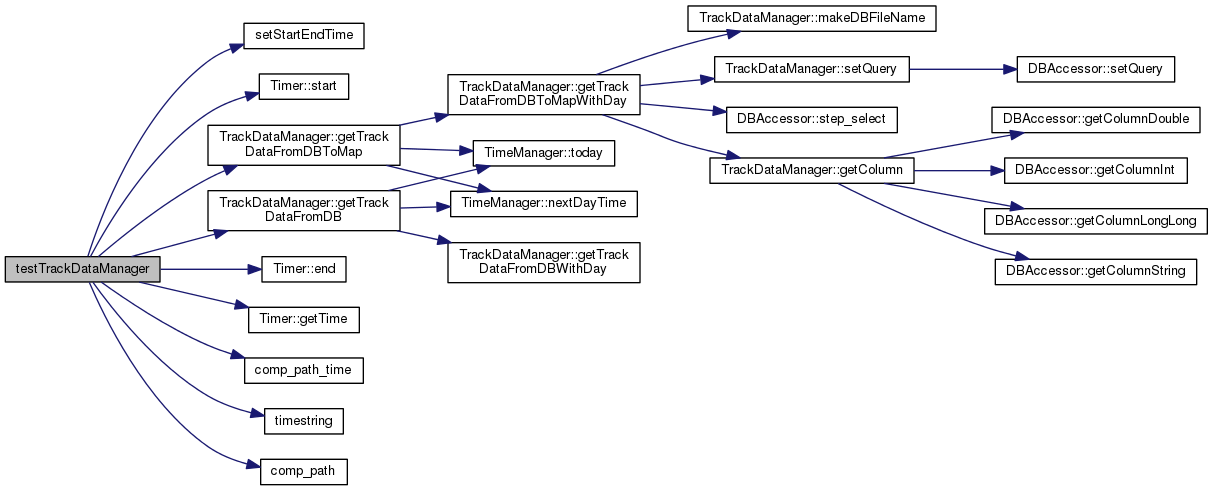 testTrackDataManager
setStartEndTime
Timer::start
TrackDataManager::getTrack
DataFromDBToMap
TrackDataManager::getTrack
DataFromDB
Timer::end
Timer::getTime
comp_path_time
timestring
comp_path
TrackDataManager::getTrack
DataFromDBToMapWithDay
TimeManager::today
TimeManager::nextDayTime
TrackDataManager::getTrack
DataFromDBWithDay
TrackDataManager::makeDBFileName
TrackDataManager::setQuery
DBAccessor::step_select
TrackDataManager::getColumn
DBAccessor::setQuery
DBAccessor::getColumnDouble
DBAccessor::getColumnInt
DBAccessor::getColumnLongLong
DBAccessor::getColumnString